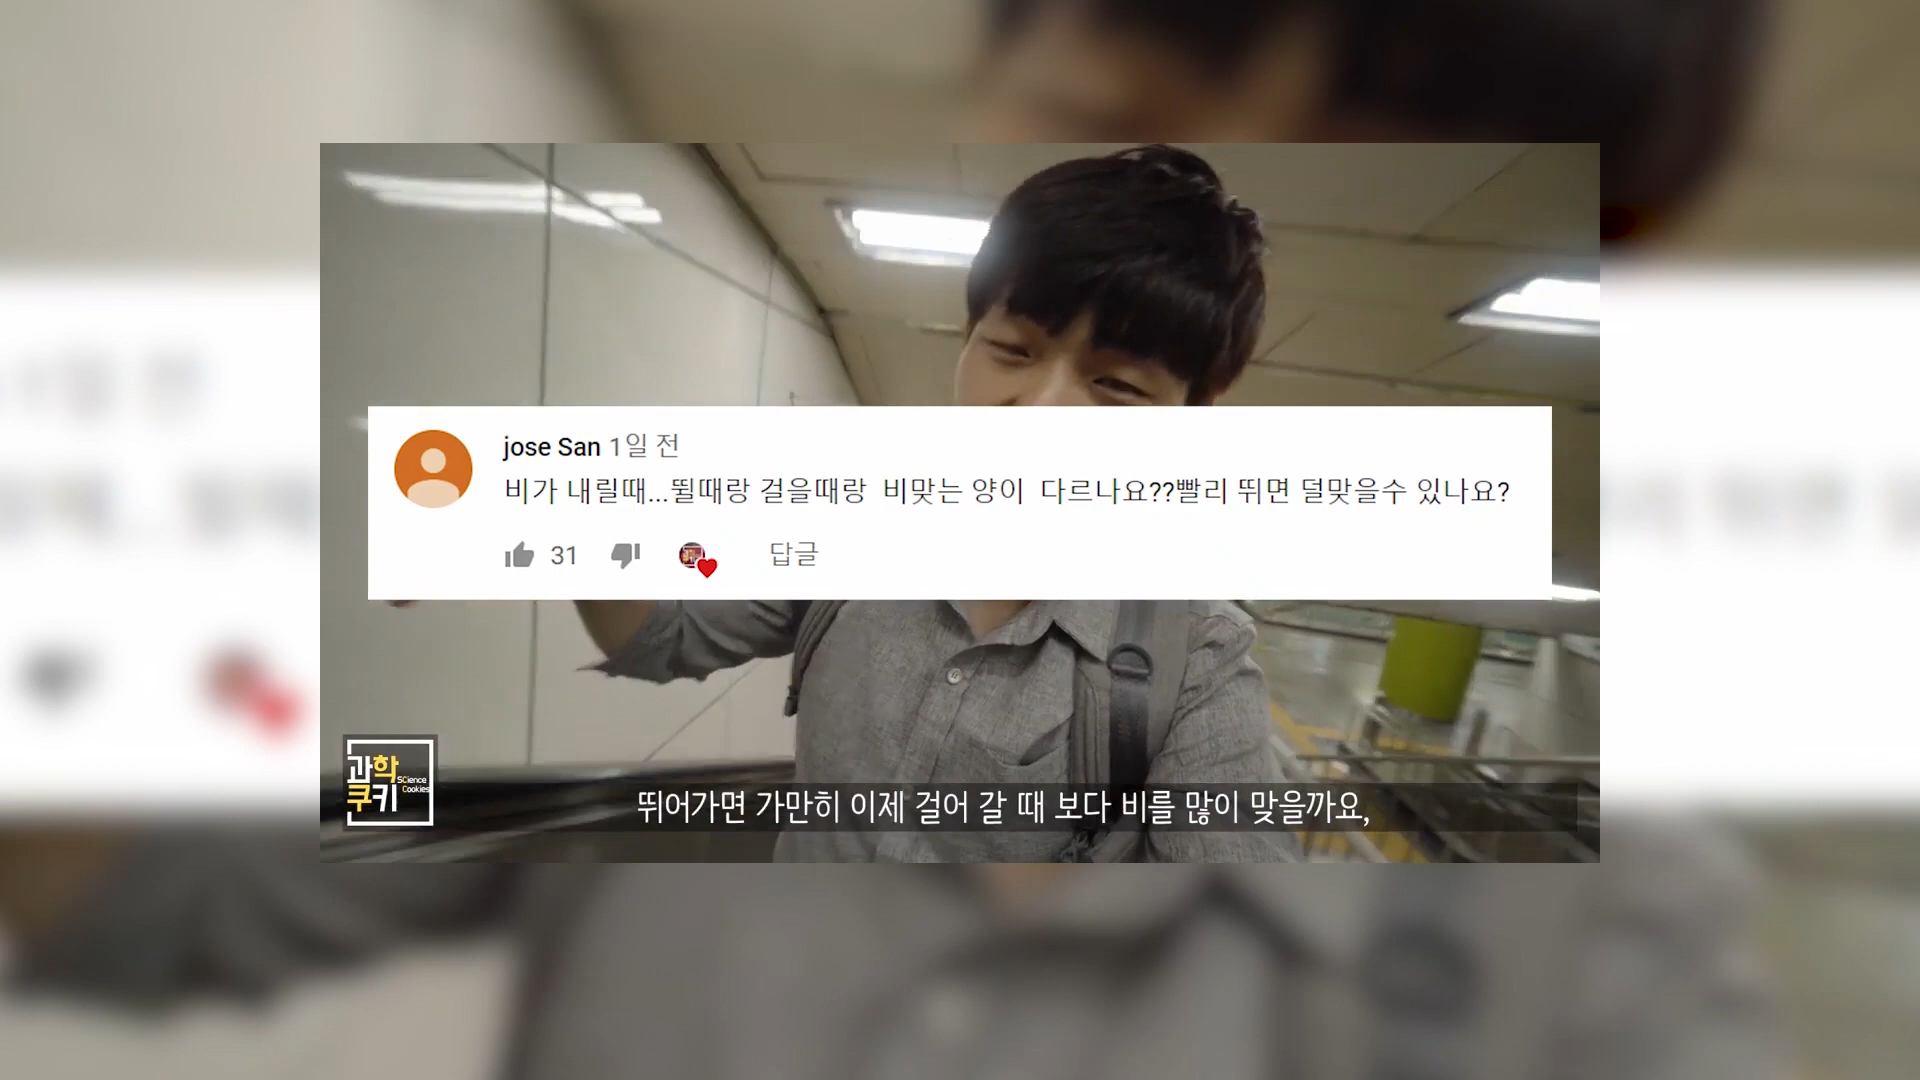 jose San 1일 전
비가 내릴때...뛸때랑 걸을때랑  비맞는 양이  다르나요??빨리 뛰면 덜맞을수 있나요?
31
답글
과학
쿠키
SCience
Cookies
뛰어가면 가만히 이제 걸어 갈 때 보다 비를 많이 맞을까요,